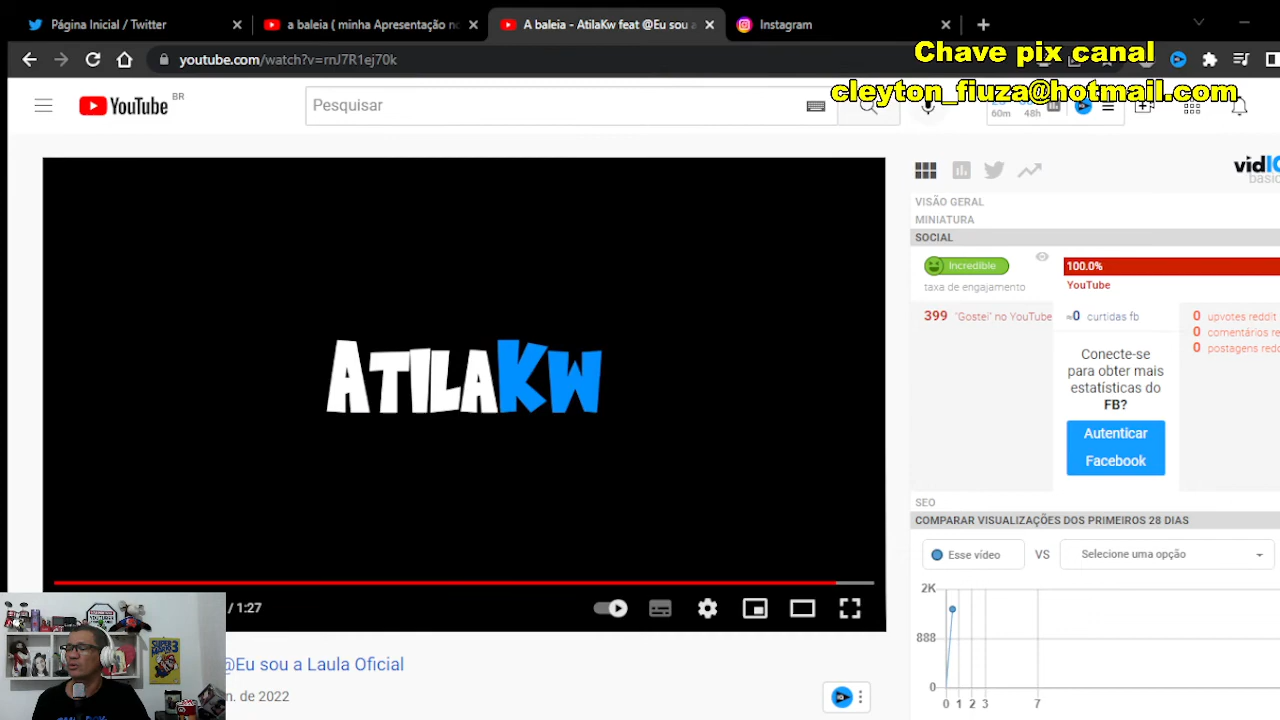 Página Inicial / Twitter
a baleia ( minha Apresentação no
A baleia - AtilaKw feat @Eu sou a
Instagram
Chave pix canal
youtube.com/watch?v=rnJ7R1ej70k
cleyton_fiuza@hotmail.com
YouTube BR
Pesquisar
60m
48h
vidIQ
basic
VISÃO GERAL
MINIATURA
SOCIAL
Incredible
100.0%
taxa de engajamento
YouTube
399 "Gostei" no YouTube
≈0 curtidas fb
0 upvotes reddit
0 comentários re
0 postagens redd
Conecte-se
para obter mais
estatísticas do
FB?
Autenticar
Facebook
ATILAKW
SEO
COMPARAR VISUALIZAÇÕES DOS PRIMEIROS 28 DIAS
Esse vídeo
VS
Selecione uma opção
2K
888
0
0 1 2 3 7
/ 1:27
@Eu sou a Laula Oficial
n. de 2022